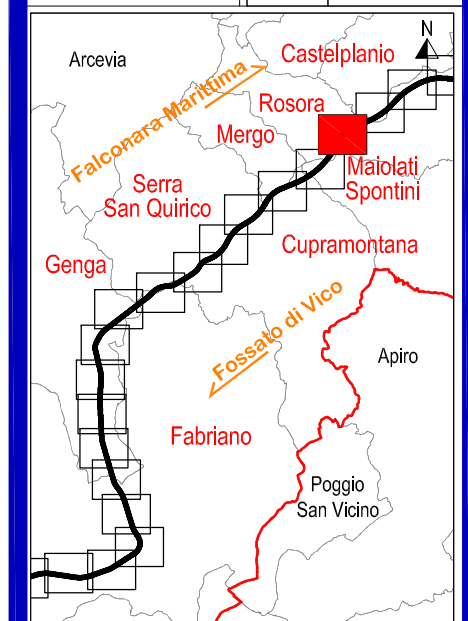 N
Castelplanio
Arcevia
Falconara Marittima
Rosora
Mergo
Maiolati
Spontini
Serra
San Quirico
Cupramontana
Genga
Fossato di Vico
Apiro
Fabriano
Poggio
San Vicino